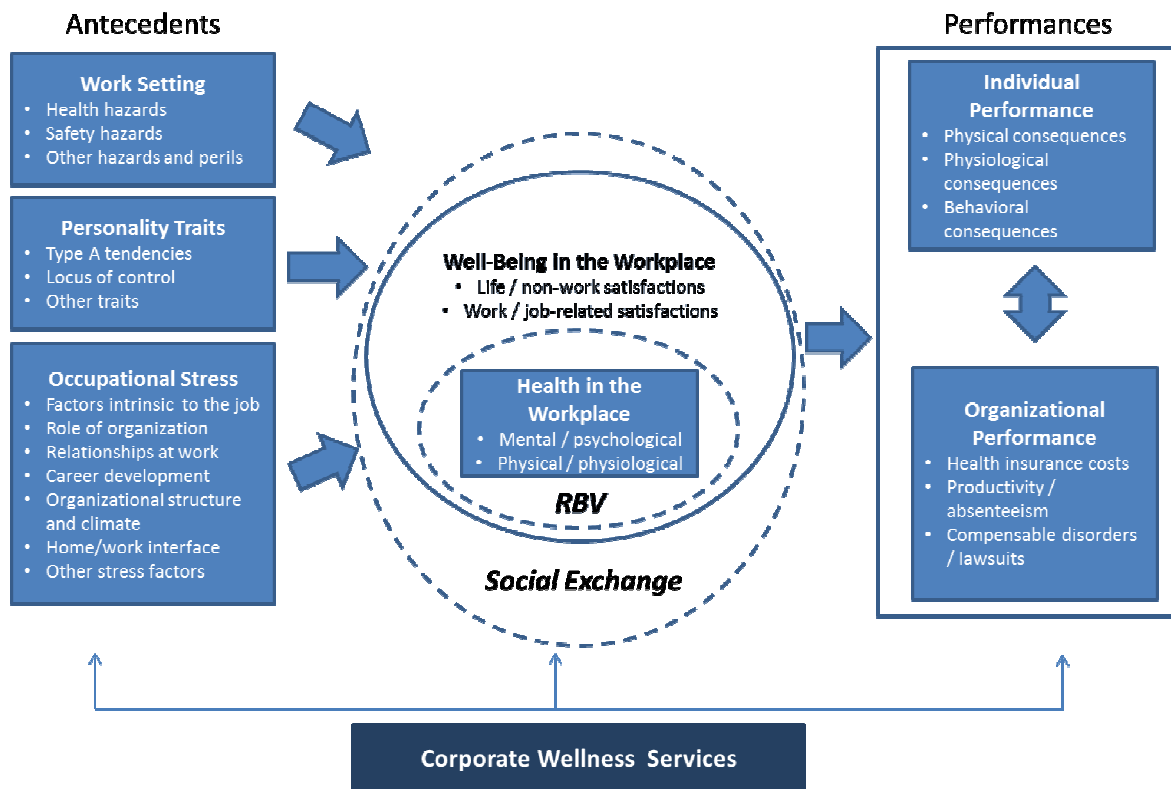 Antecedents
Work Setting
• Health hazards
• Safety hazards
• Other hazards and perils
Personality Traits
• Type A tendencies
• Locus of control
• Other traits
Occupational Stress
• Factors intrinsic to the job
• Role of organization
• Relationships at work
• Career development
• Organizational structure
and climate
• Home/work interface
• Other stress factors
Well-Being in the Workplace
• Life / non-work satisfactions
• Work / job-related satisfactions
Health in the
Workplace
• Mental / psychological
• Physical / physiological
RBV
Social Exchange
Performances
Individual
Performance
• Physical consequences
• Physiological
consequences
• Behavioral
consequences
Organizational
Performance
• Health insurance costs
• Productivity /
absenteeism
• Compensable disorders
/ lawsuits
Corporate Wellness Services